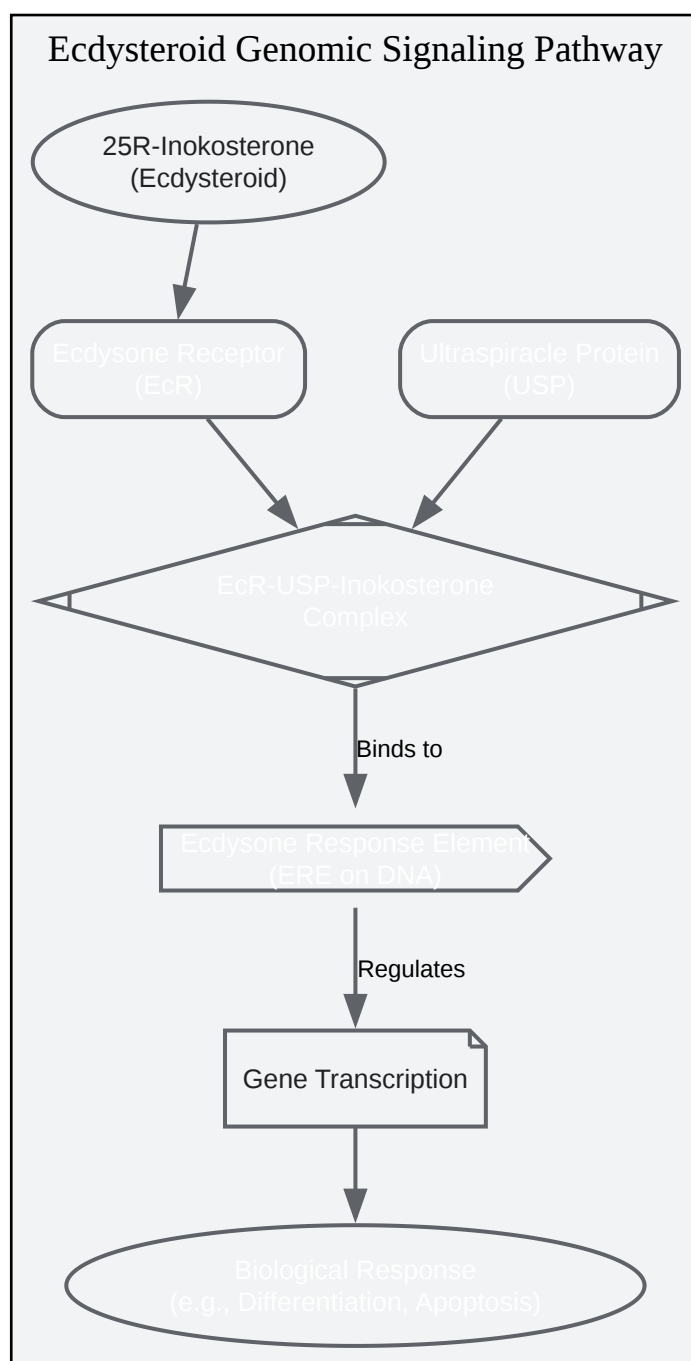 Ecdysteroid Genomic Signaling Pathway
25R-Inokosterone
(Ecdysteroid)
Ecdysone Receptor
(EcR)
Ultraspiracle Protein
(USP)
EcR-USP-Inokosterone
Complex
Binds to
Ecdysone Response Element
(ERE on DNA)
Regulates
Gene Transcription
Biological Response
(e.g., Differentiation, Apoptosis)